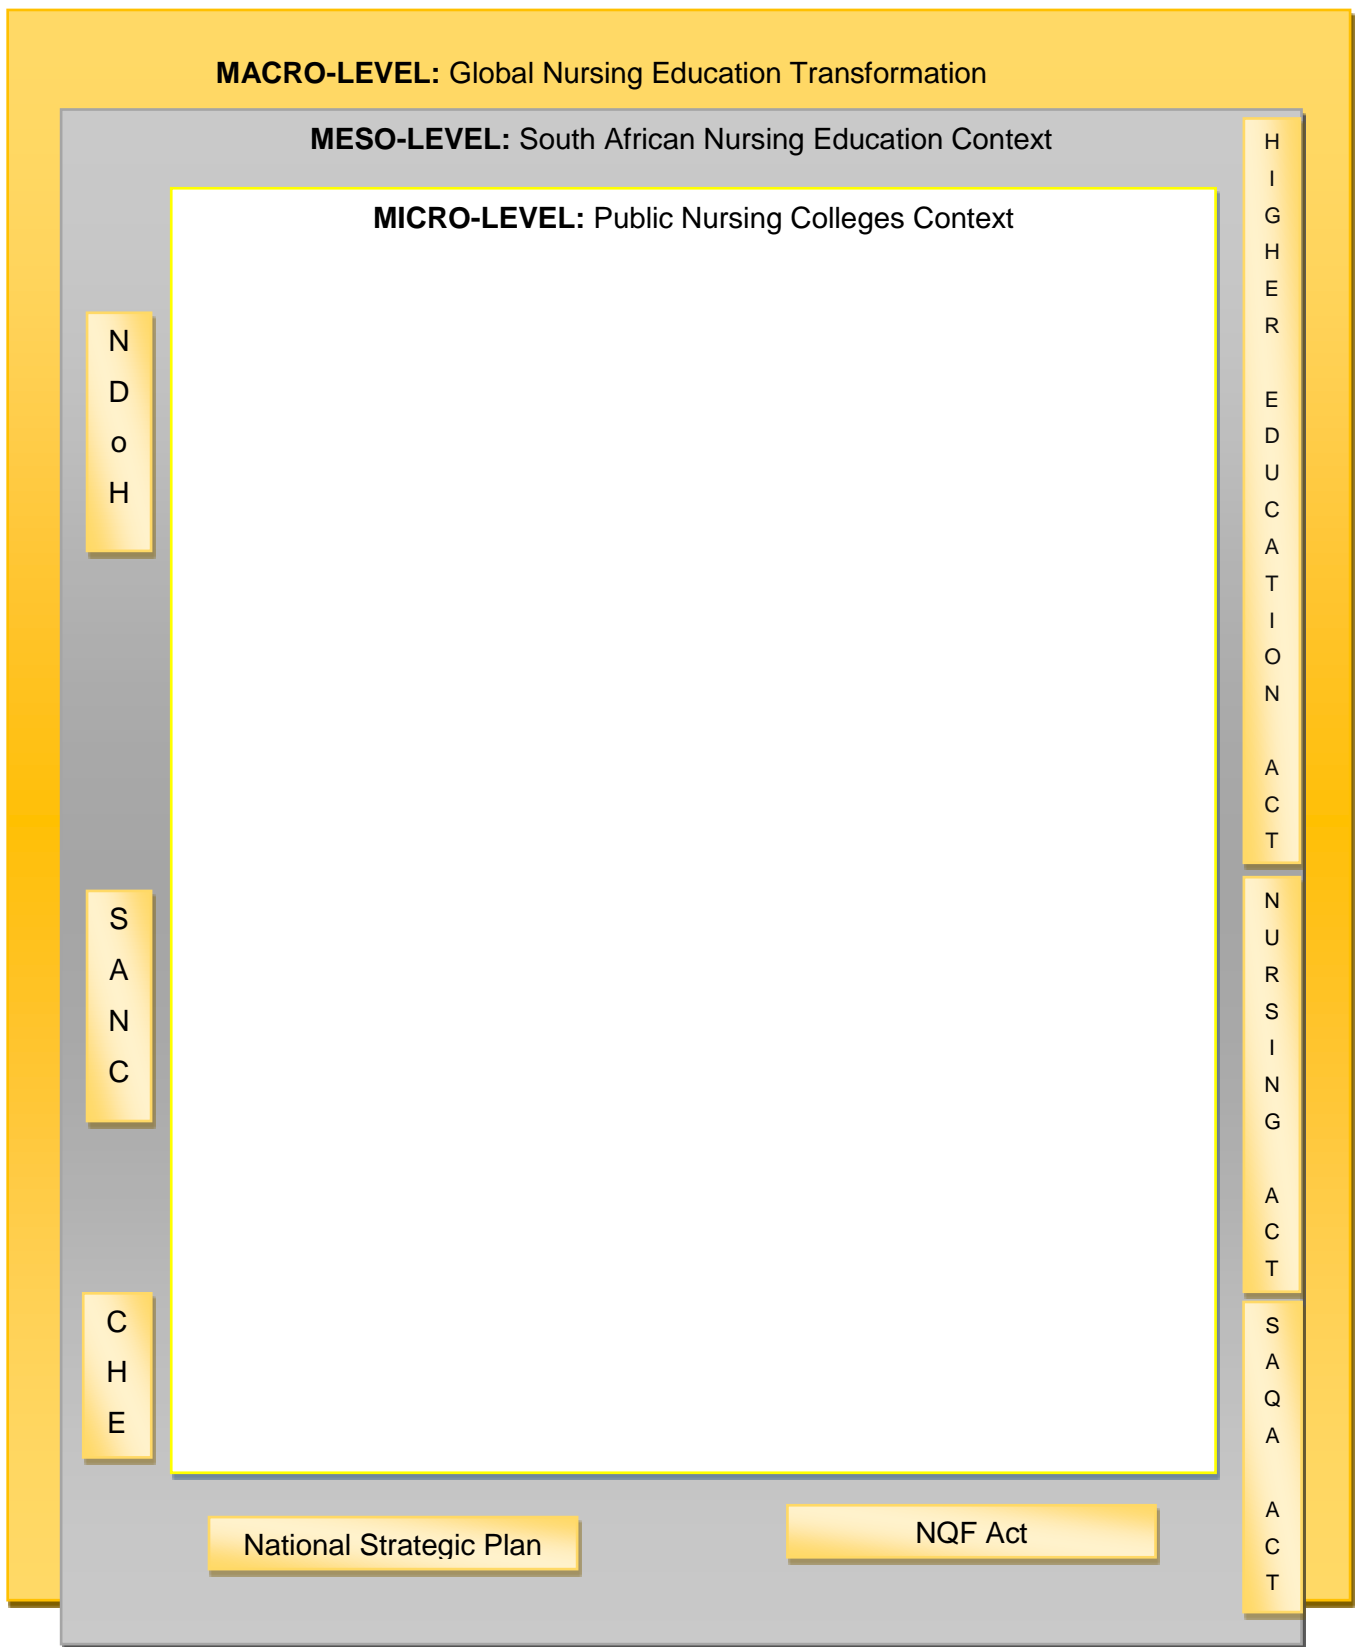 MACRO-LEVEL: Global Nursing Education Transformation
MESO-LEVEL: South African Nursing Education Context
MICRO-LEVEL: Public Nursing Colleges Context
NDoH
SANC
CHE
HIGHER EDUCATION ACT
NURSING ACT
SAQA ACT
National Strategic Plan
NQF Act